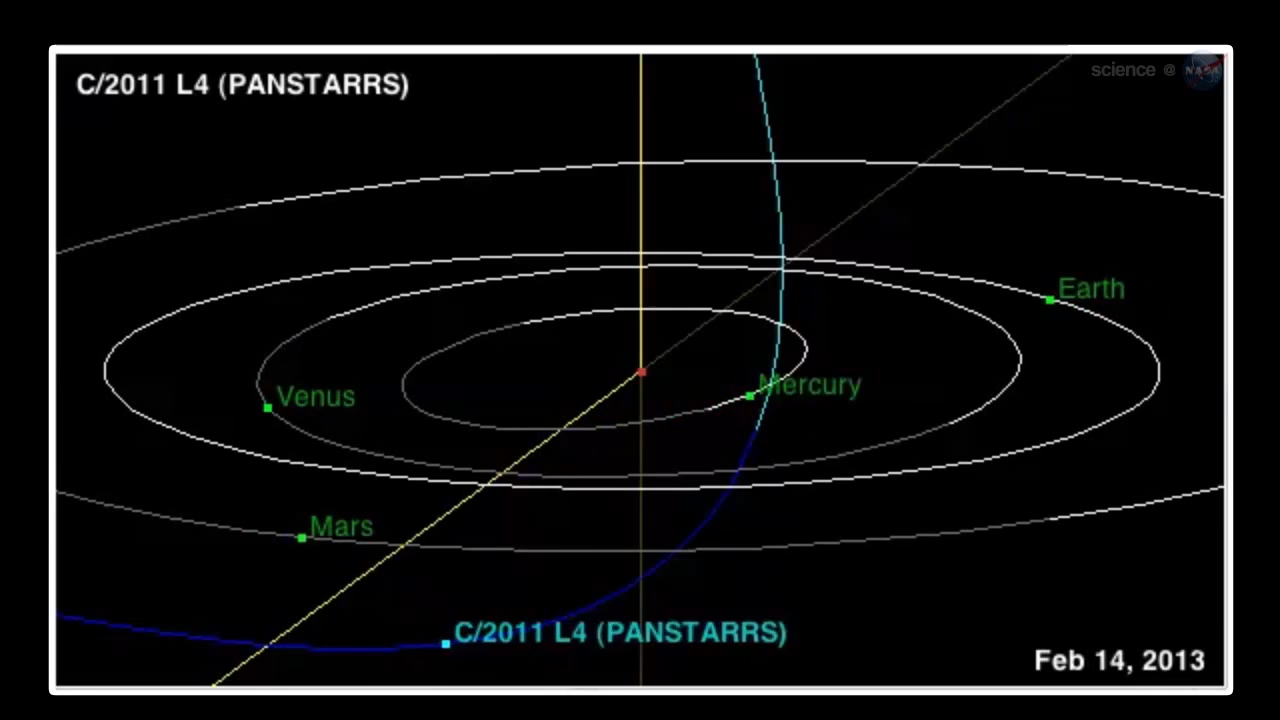 C/2011 L4 (PANSTARRS)
science @ NASA
Earth
Mercury
Venus
Mars
C/2011 L4 (PANSTARRS)
Feb 14, 2013